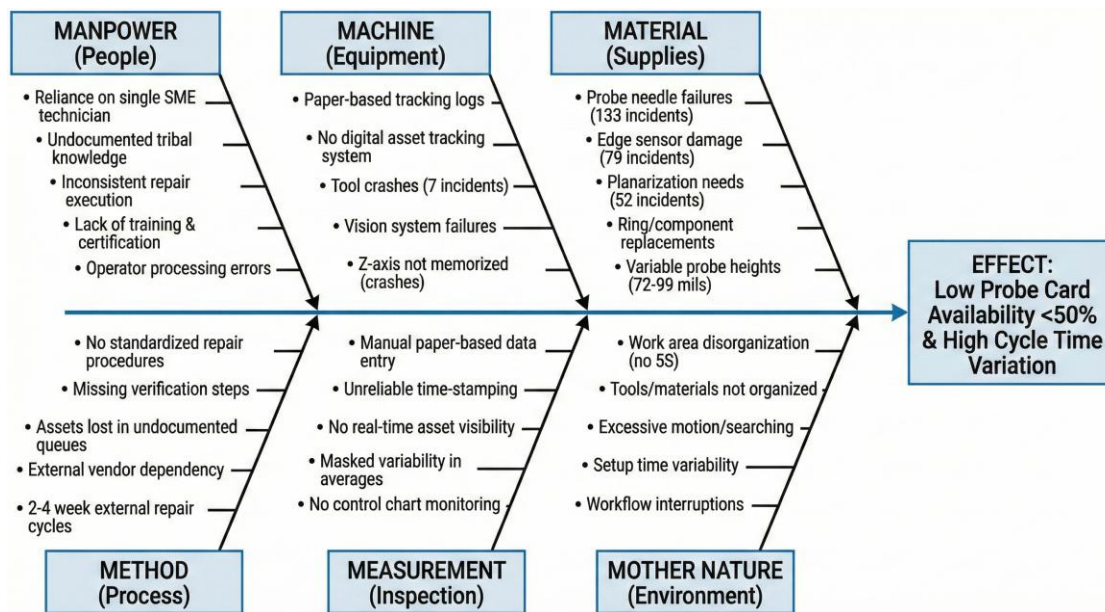 MANPOWER
(People)
• Reliance on single SME
technician
• Undocumented tribal
knowledge
• Inconsistent repair
execution
• Lack of training &
certification
• Operator processing errors
MACHINE
(Equipment)
• Paper-based tracking logs
• No digital asset tracking
system
• Tool crashes (7 incidents)
• Vision system failures
• Z-axis not memorized
(crashes)
MATERIAL
(Supplies)
• Probe needle failures
(133 incidents)
• Edge sensor damage
(79 incidents)
• Planarization needs
(52 incidents)
• Ring/component
replacements
• Variable probe heights
(72-99 mils)
EFFECT:
Low Probe Card
Availability <50%
& High Cycle Time
Variation
• No standardized repair
procedures
• Missing verification steps
• Assets lost in undocumented
queues
• External vendor dependency
• 2-4 week external repair
cycles
METHOD
(Process)
• Manual paper-based data
entry
• Unreliable time-stamping
• No real-time asset visibility
• Masked variability in
averages
• No control chart monitoring
MEASUREMENT
(Inspection)
• Work area disorganization
(no 5S)
• Tools/materials not organized
• Excessive motion/searching
• Setup time variability
• Workflow interruptions
MOTHER NATURE
(Environment)